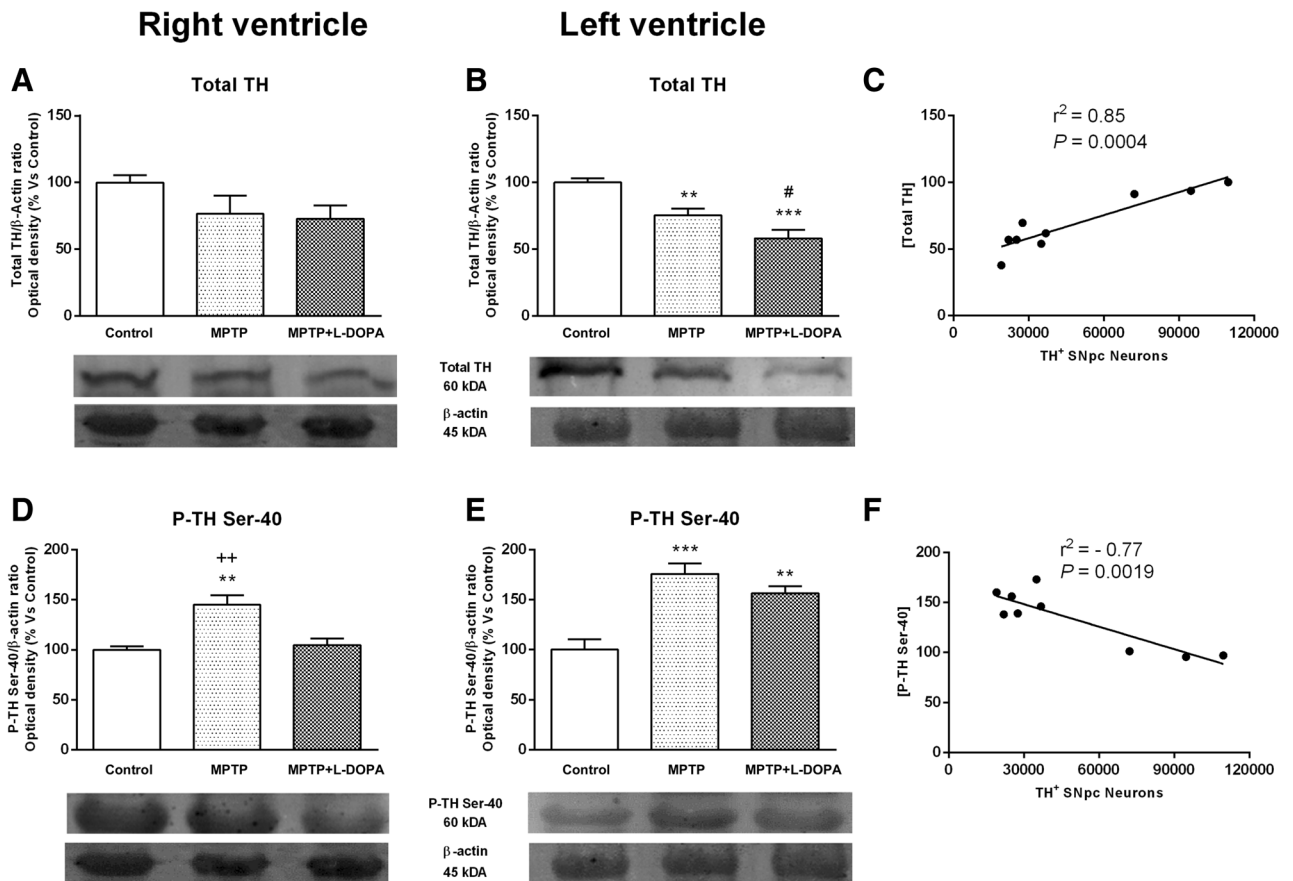 Right ventricle
Left ventricle
A
Total TH
Total TH/β-Actin ratio
Optical density (% Vs Control)
150
100
50
0
Control
MPTP
MPTP+L-DOPA
B
Total TH
Total TH/β-Actin ratio
Optical density (% Vs Control)
150
100
50
0
**
#
***
Control
MPTP
MPTP+L-DOPA
C
r² = 0.85
P = 0.0004
[Total TH]
150
100
50
0
0
30000
60000
90000
120000
TH⁺ SNpc Neurons
Total TH
60 kDA
β-actin
45 kDA
D
P-TH Ser-40
P-TH Ser-40/β-actin ratio
Optical density (% Vs Control)
200
150
100
50
0
++
**
Control
MPTP
MPTP+L-DOPA
E
P-TH Ser-40
P-TH Ser-40/β-actin ratio
Optical density (% Vs Control)
200
150
100
50
0
***
**
Control
MPTP
MPTP+L-DOPA
F
r² = - 0.77
P = 0.0019
[P-TH Ser-40]
200
150
100
50
0
0
30000
60000
90000
120000
TH⁺ SNpc Neurons
P-TH Ser-40
60 kDA
β-actin
45 kDA